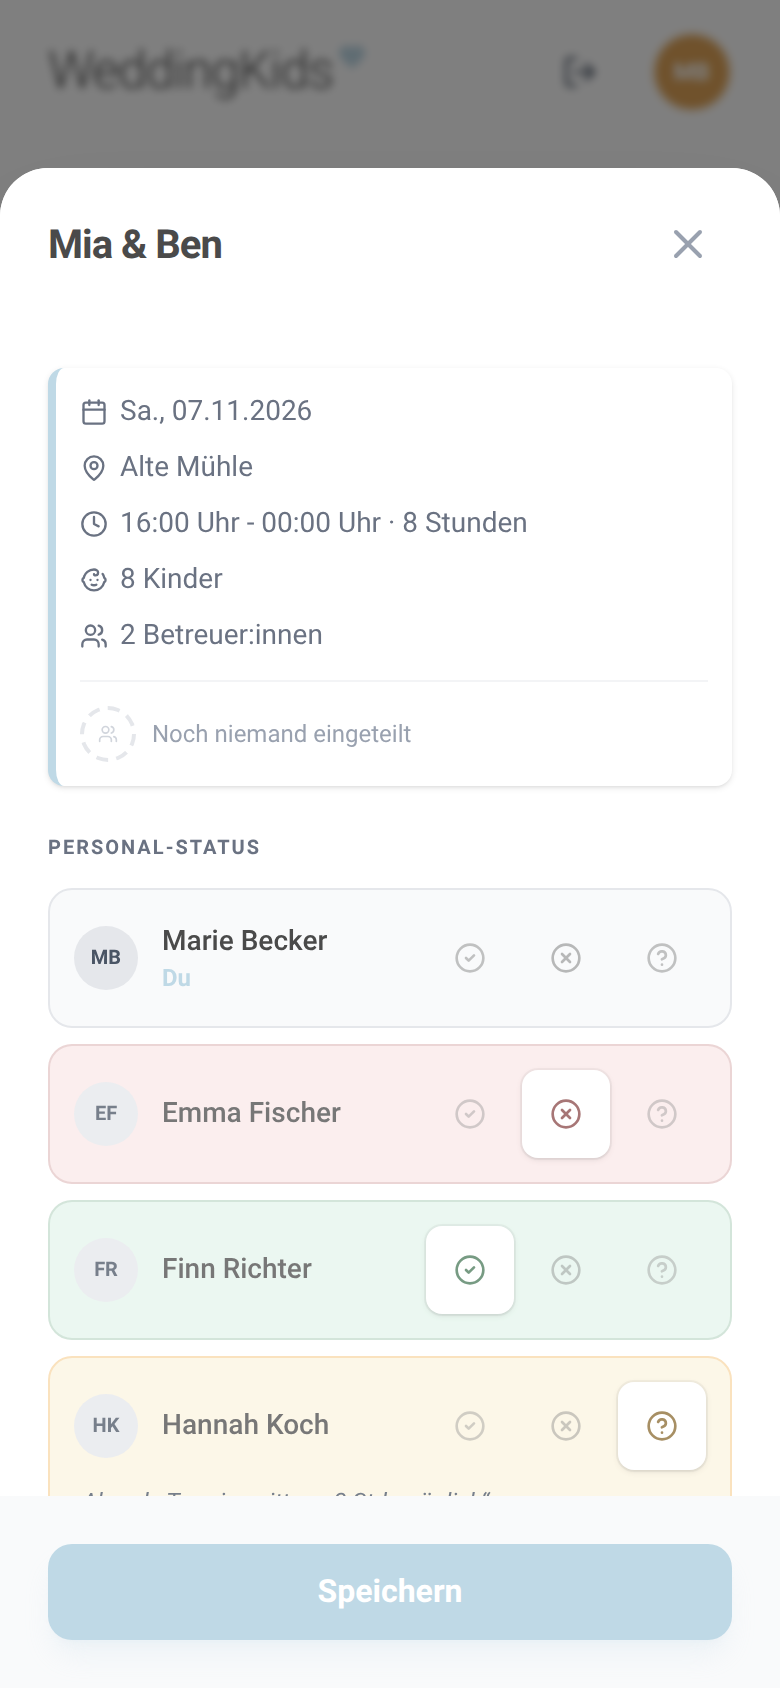 WeddingKids
MB
Mia & Ben
Sa., 07.11.2026
Alte Mühle
16:00 Uhr - 00:00 Uhr · 8 Stunden
8 Kinder
2 Betreuer:innen
Noch niemand eingeteilt
PERSONAL-STATUS
MB
Marie Becker
Du
EF
Emma Fischer
FR
Finn Richter
HK
Hannah Koch
Speichern